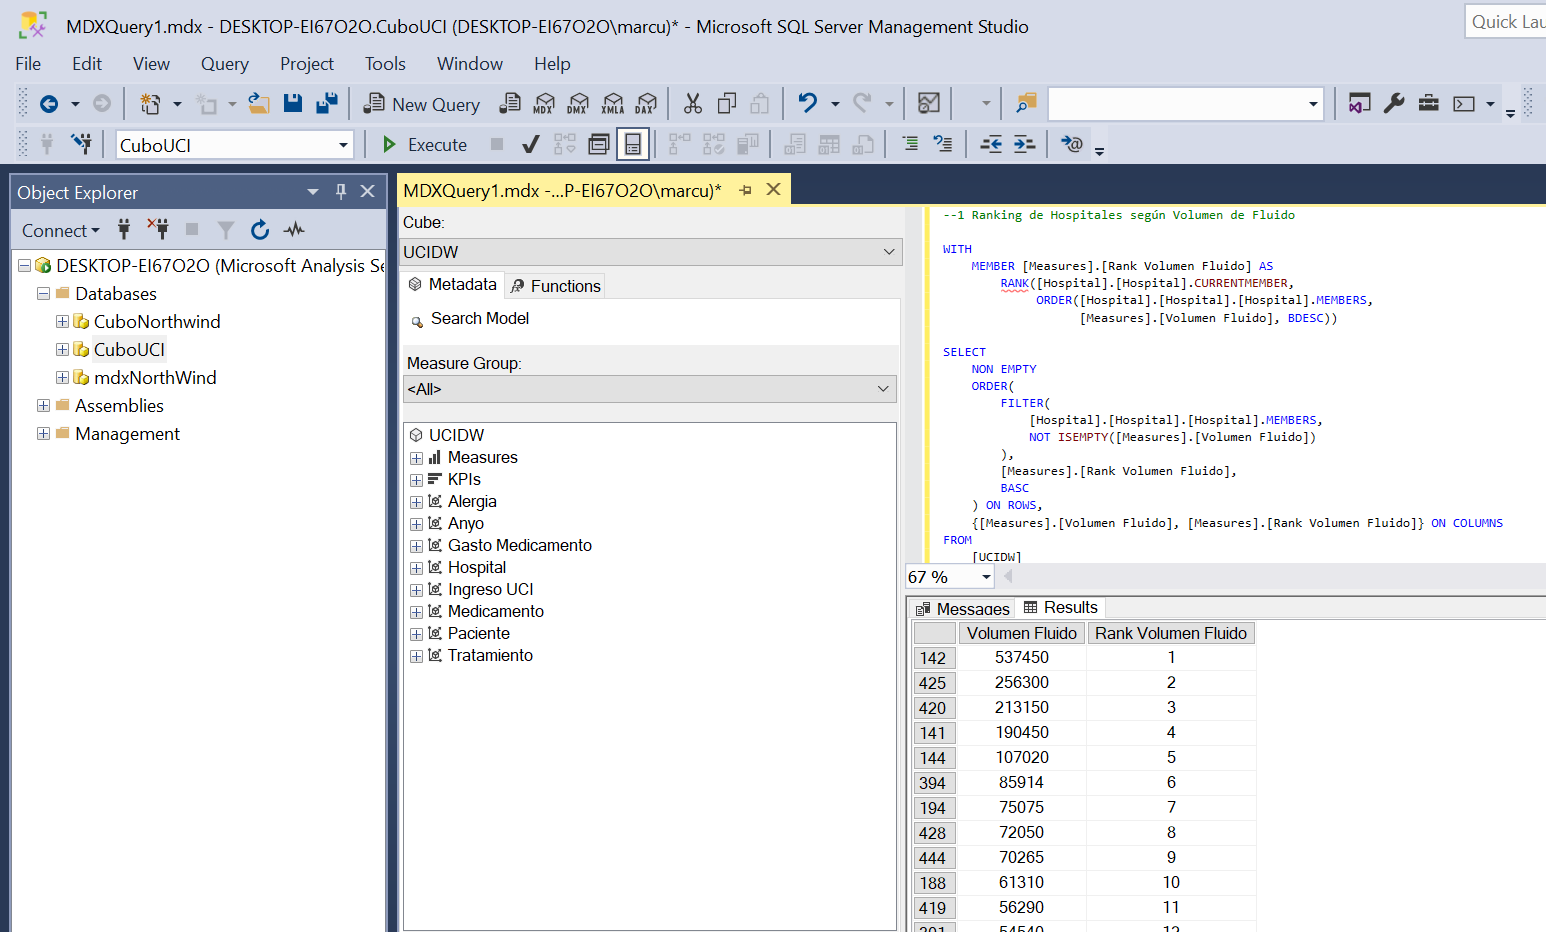 MDXQuery1.mdx - DESKTOP-EI67O2O.CuboUCI (DESKTOP-EI67O2O\marcu)* - Microsoft SQL Server Management Studio
Quick Lau
File Edit View Query Project Tools Window Help
New Query MDX DMX XMLA DAX
CuboUCI Execute
Object Explorer
Connect
DESKTOP-EI67O2O (Microsoft Analysis Se
Databases
CuboNorthwind
CuboUCI
mdxNorthWind
Assemblies
Management
MDXQuery1.mdx -...P-EI67O2O\marcu)*
Cube:
UCIDW
Metadata Functions
Search Model
Measure Group:
<All>
UCIDW
Measures
KPIs
Alergia
Anyo
Gasto Medicamento
Hospital
Ingreso UCI
Medicamento
Paciente
Tratamiento
--1 Ranking de Hospitales según Volumen de Fluido
WITH
MEMBER [Measures].[Rank Volumen Fluido] AS
RANK([Hospital].[Hospital].CURRENTMEMBER,
ORDER([Hospital].[Hospital].[Hospital].MEMBERS,
[Measures].[Volumen Fluido], BDESC))
SELECT
NON EMPTY
ORDER(
FILTER(
[Hospital].[Hospital].[Hospital].MEMBERS,
NOT ISEMPTY([Measures].[Volumen Fluido])
),
[Measures].[Rank Volumen Fluido],
BASC
) ON ROWS,
{[Measures].[Volumen Fluido], [Measures].[Rank Volumen Fluido]} ON COLUMNS
FROM
[UCIDW]
67 %
Messages Results
Volumen Fluido Rank Volumen Fluido
142 537450 1
425 256300 2
420 213150 3
141 190450 4
144 107020 5
394 85914 6
194 75075 7
428 72050 8
444 70265 9
188 61310 10
419 56290 11